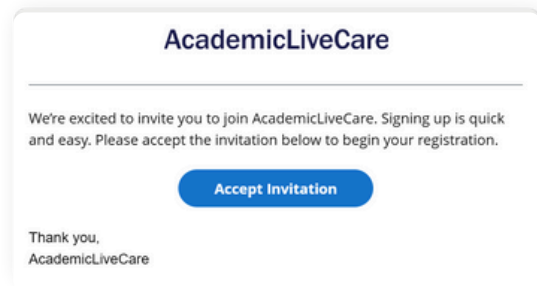 AcademicLiveCare
We're excited to invite you to join AcademicLiveCare. Signing up is quick
and easy. Please accept the invitation below to begin your registration.
Accept Invitation
Thank you,
AcademicLiveCare